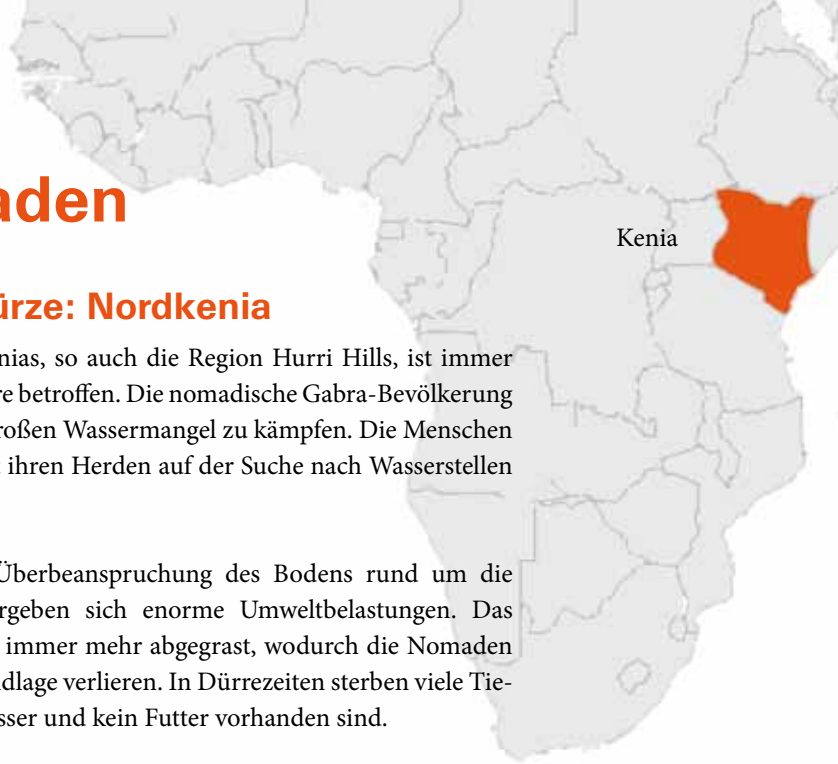 aden
Kenia
ürze: Nordkenia
nias, so auch die Region Hurri Hills, ist immer
re betroffen. Die nomadische Gabra-Bevölkerung
roßen Wassermangel zu kämpfen. Die Menschen
ihren Herden auf der Suche nach Wasserstellen
Überbeanspruchung des Bodens rund um die
rgeben sich enorme Umweltbelastungen. Das
immer mehr abgegrast, wodurch die Nomaden
dlage verlieren. In Dürrezeiten sterben viele Tie-
sser und kein Futter vorhanden sind.